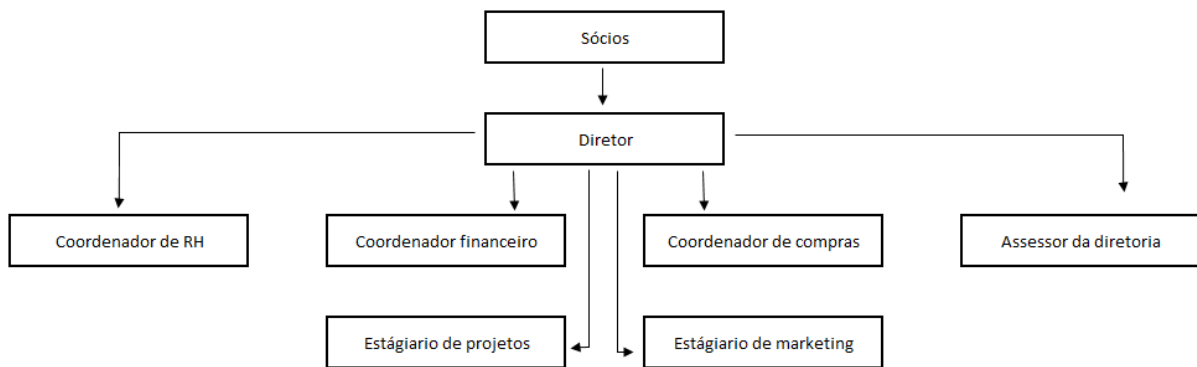 Sócios
Diretor
Coordenador de RH
Coordenador financeiro
Coordenador de compras
Assessor da diretoria
Estágiario de projetos
Estágiario de marketing